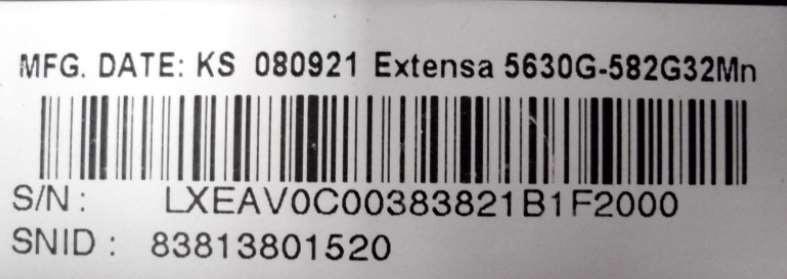 MFG. DATE: KS 080921 Extensa 5630G-582G32Mn
S/N: LXEAV0C00383821B1F2000
SNID: 83813801520